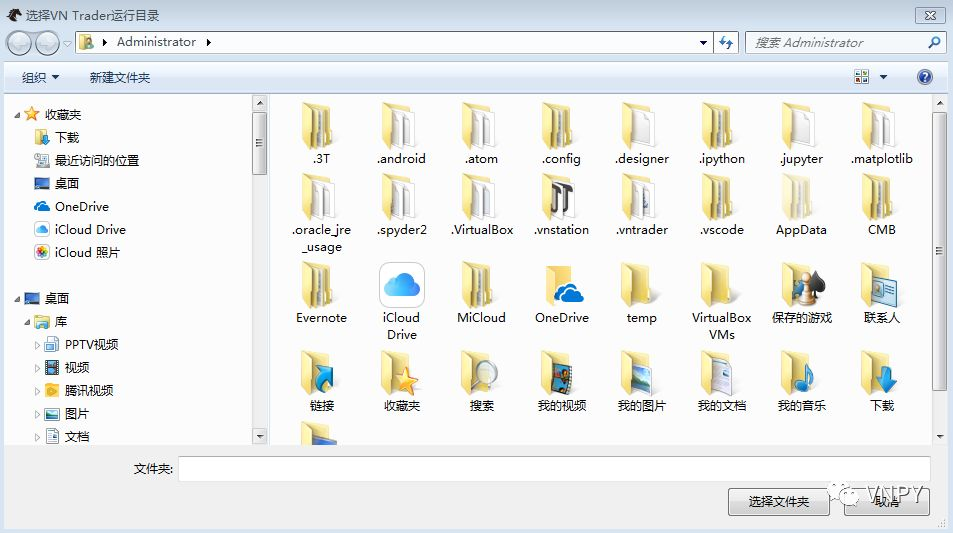 选择VN Trader运行目录
Administrator
搜索 Administrator
组织
新建文件夹
收藏夹
下载
最近访问的位置
桌面
OneDrive
iCloud Drive
iCloud 照片
桌面
库
PPTV视频
视频
腾讯视频
图片
文档
.3T
.android
.atom
.config
.designer
.ipython
.jupyter
.matplotlib
.oracle_jre
_usage
.spyder2
.VirtualBox
.vnstation
.vntrader
.vscode
AppData
CMB
Evernote
iCloud
Drive
MiCloud
OneDrive
temp
VirtualBox
VMs
保存的游戏
联系人
链接
收藏夹
搜索
我的视频
我的图片
我的文档
我的音乐
下载
文件夹:
选择文件夹
取消
VNPY